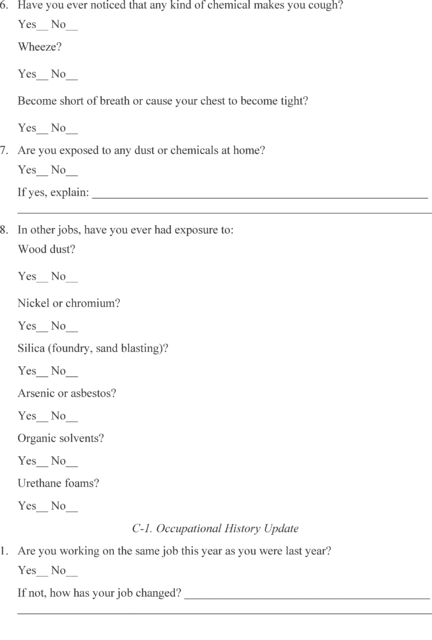 6. Have you ever noticed that any kind of chemical makes you cough?
Yes__ No__
Wheeze?
Yes__ No__
Become short of breath or cause your chest to become tight?
Yes__ No__
7. Are you exposed to any dust or chemicals at home?
Yes__ No__
If yes, explain: ____________________
____________________
8. In other jobs, have you ever had exposure to:
Wood dust?
Yes__ No__
Nickel or chromium?
Yes__ No__
Silica (foundry, sand blasting)?
Yes__ No__
Arsenic or asbestos?
Yes__ No__
Organic solvents?
Yes__ No__
Urethane foams?
Yes__ No__
C-1. Occupational History Update
1. Are you working on the same job this year as you were last year?
Yes__ No__
If not, how has your job changed? ____________________
____________________